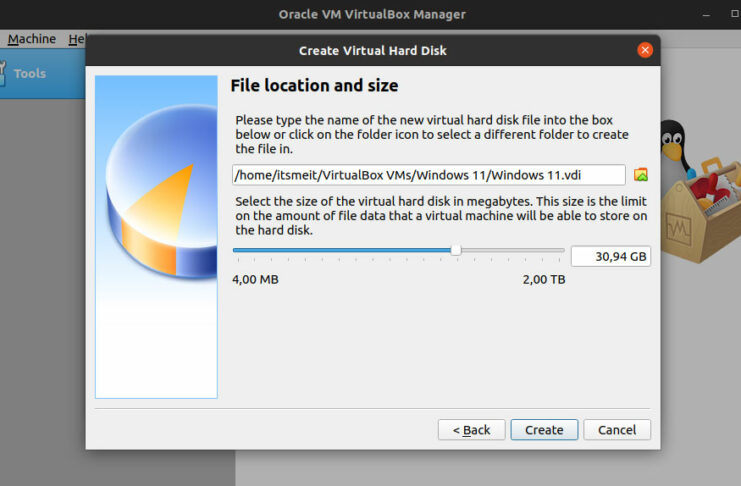 Oracle VM VirtualBox Manager
Machine
Tools
Create Virtual Hard Disk
File location and size
Please type the name of the new virtual hard disk file into the box
below or click on the folder icon to select a different folder to create
the file in.
/home/itsmeit/VirtualBox VMs/Windows 11/Windows 11.vdi
Select the size of the virtual hard disk in megabytes. This size is the limit
on the amount of file data that a virtual machine will be able to store on
the hard disk.
30,94 GB
4,00 MB 2,00 TB
< Back Create Cancel